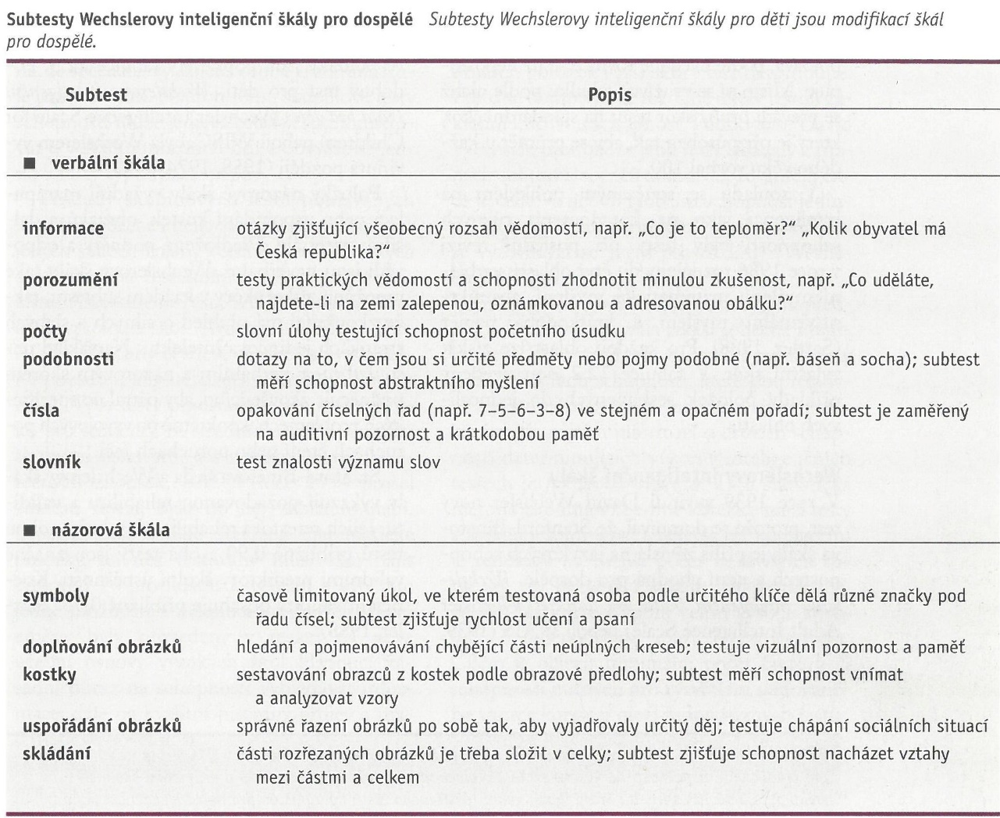 Subtesty Wechslerovy inteligenční škály pro dospělé Subtesty Wechslerovy inteligenční škály pro děti jsou modifikací škál
pro dospělé.
Subtest Popis
■ verbální škála
informace otázky zjišťující všeobecný rozsah vědomostí, např. „Co je to teploměr?“ „Kolik obyvatel má
Česká republika?“
porozumění testy praktických vědomostí a schopnosti zhodnotit minulou zkušenost, např. „Co uděláte,
najdete-li na zemi zalepenou, oznámkovanou a adresovanou obálku?“
počty slovní úlohy testující schopnost početního úsudku
podobnosti dotazy na to, v čem jsou si určité předměty nebo pojmy podobné (např. báseň a socha); subtest
měří schopnost abstraktního myšlení
čísla opakování číselných řad (např. 7–5–6–3–8) ve stejném a opačném pořadí; subtest je zaměřený
na auditivní pozornost a krátkodobou paměť
slovník test znalosti významu slov
■ názorová škála
symboly časově limitovaný úkol, ve kterém testovaná osoba podle určitého klíče dělá různé značky pod
řadu čísel; subtest zjišťuje rychlost učení a psaní
doplňování obrázků hledání a pojmenovávání chybějící části neúplných kreseb; testuje vizuální pozornost a paměť
kostky sestavování obrazců z kostek podle obrazové předlohy; subtest měří schopnost vnímat
a analyzovat vzory
uspořádání obrázků správné řazení obrázků po sobě tak, aby vyjadřovaly určitý děj; testuje chápání sociálních situací
skládání části rozřezaných obrázků je třeba složit v celky; subtest zjišťuje schopnost nacházet vztahy
mezi částmi a celkem